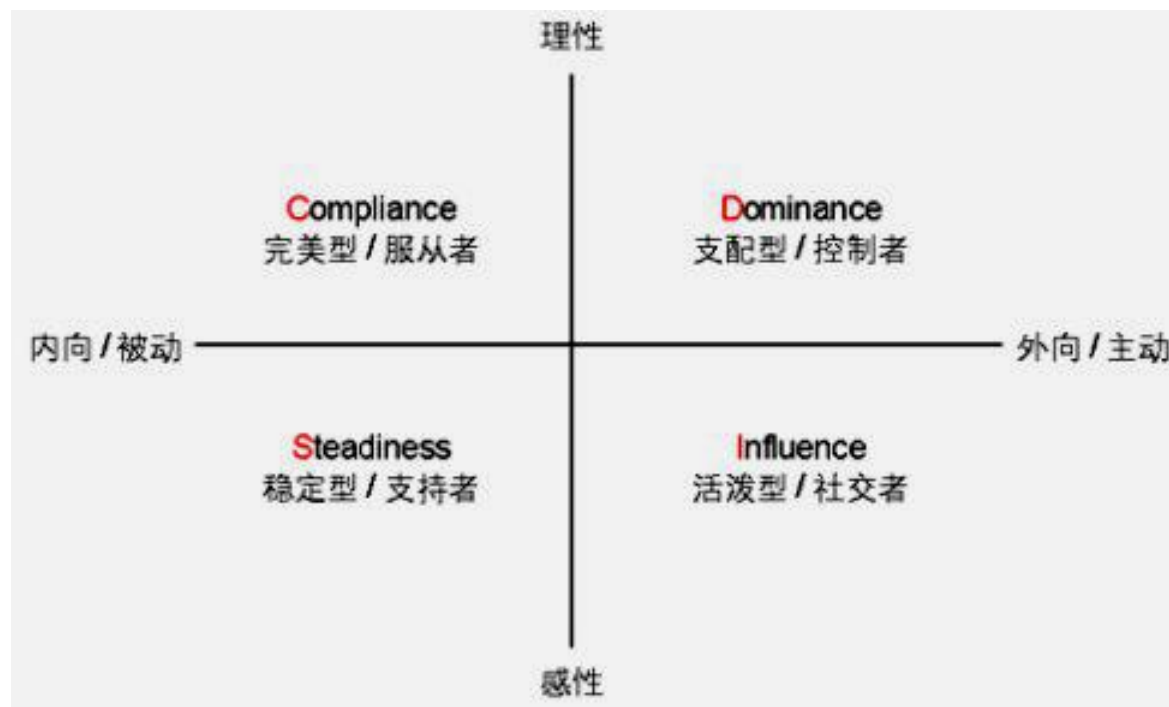 理性
Compliance
完美型 / 服从者
Dominance
支配型 / 控制者
内向 / 被动
外向 / 主动
Steadiness
稳定型 / 支持者
Influence
活泼型 / 社交者
感性